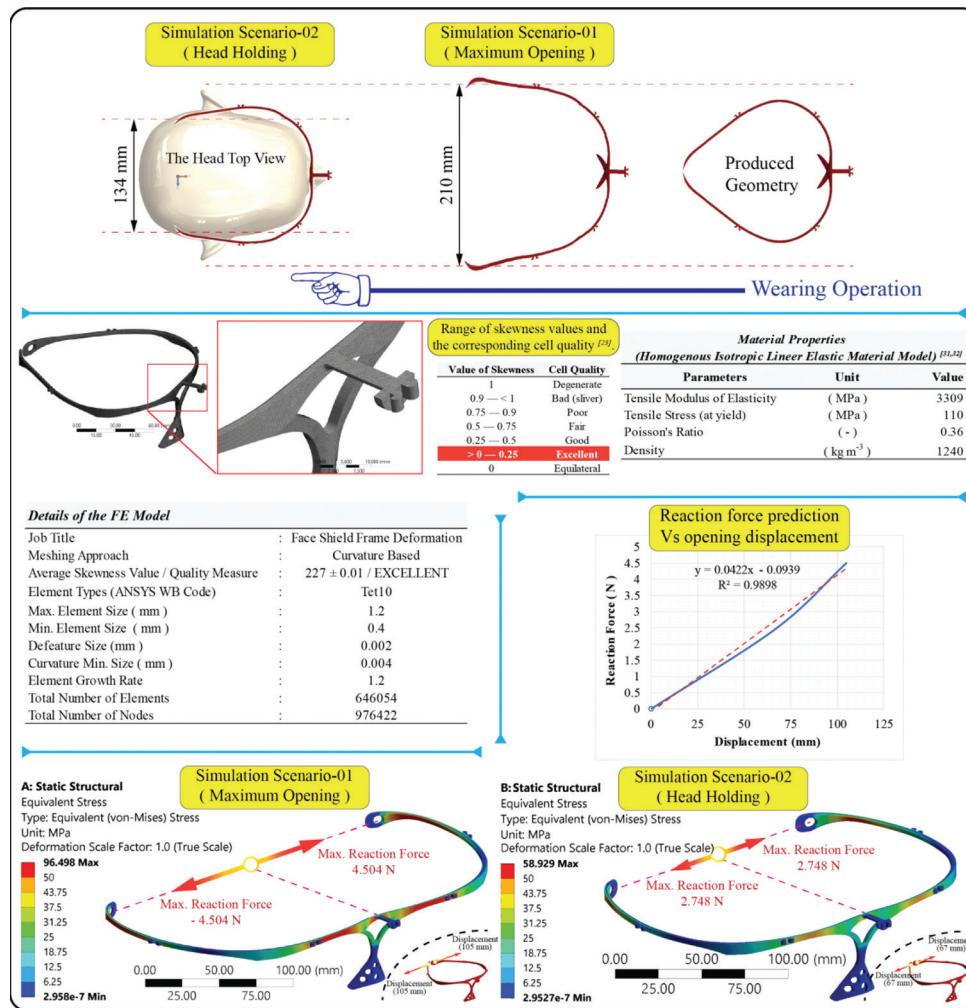 Simulation Scenario-02
( Head Holding )
Simulation Scenario-01
( Maximum Opening )
134 mm
The Head Top View
210 mm
Produced
Geometry
Wearing Operation
Range of skewness values and
the corresponding cell quality [23].
Value of Skewness Cell Quality
1 Degenerate
0.9 — < 1 Bad (sliver)
0.75 — 0.9 Poor
0.5 — 0.75 Fair
0.25 — 0.5 Good
> 0 — 0.25 Excellent
0 Equilateral
Material Properties
(Homogenous Isotropic Lineer Elastic Material Model) [31,32]
Parameters Unit Value
Tensile Modulus of Elasticity ( MPa ) 3309
Tensile Stress (at yield) ( MPa ) 110
Poisson's Ratio ( - ) 0.36
Density ( kg m-3 ) 1240
Details of the FE Model
Job Title : Face Shield Frame Deformation
Meshing Approach : Curvature Based
Average Skewness Value / Quality Measure : 227 ± 0.01 / EXCELLENT
Element Types (ANSYS WB Code) : Tet10
Max. Element Size ( mm ) : 1.2
Min. Element Size ( mm ) : 0.4
Defeature Size (mm ) : 0.002
Curvature Min. Size ( mm ) : 0.004
Element Growth Rate : 1.2
Total Number of Elements : 646054
Total Number of Nodes : 976422
Reaction force prediction
Vs opening displacement
y = 0.0422x - 0.0939
R² = 0.9898
Reaction Force ( N )
5
4.5
4
3.5
3
2.5
2
1.5
1
0.5
0
0 25 50 75 100 125
Displacement (mm)
A: Static Structural
Equivalent Stress
Type: Equivalent (von-Mises) Stress
Unit: MPa
Deformation Scale Factor: 1.0 (True Scale)
96.498 Max
50
43.75
37.5
31.25
25
18.75
12.5
6.25
2.958e-7 Min
Simulation Scenario-01
( Maximum Opening )
Max. Reaction Force
4.504 N
Max. Reaction Force
- 4.504 N
Displacement
(105 mm)
Displacement
(105 mm)
0.00 50.00 100.00 (mm)
25.00 75.00
B: Static Structural
Equivalent Stress
Type: Equivalent (von-Mises) Stress
Unit: MPa
Deformation Scale Factor: 1.0 (True Scale)
58.929 Max
50
43.75
37.5
31.25
25
18.75
12.5
6.25
2.9527e-7 Min
Simulation Scenario-02
( Head Holding )
Max. Reaction Force
2.748 N
Max. Reaction Force
2.748 N
Displacement
(67 mm)
Displacement
(67 mm)
0.00 50.00 100.00 (mm)
25.00 75.00